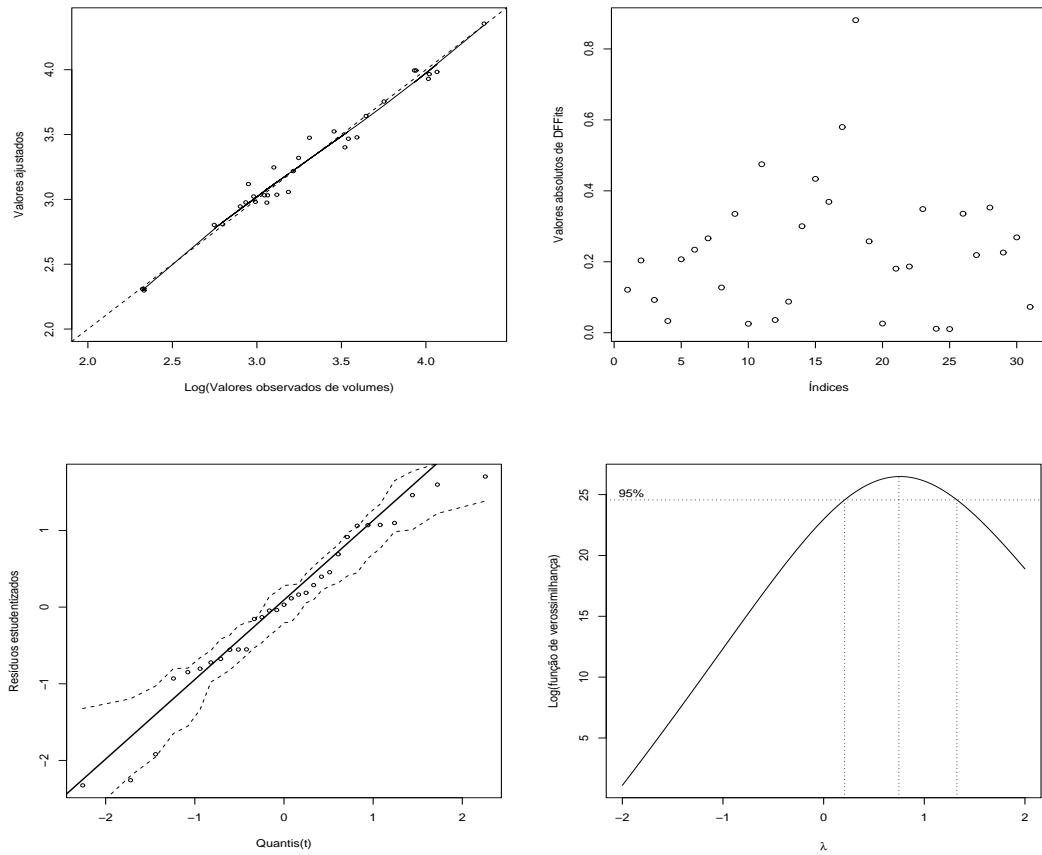 4.0
3.5
3.0
2.5
2.0
Valores ajustados
2.0 2.5 3.0 3.5 4.0
Log(Valores observados de volumes)
0.8
0.6
0.4
0.2
0.0
Valores absolutos de DFFits
0 5 10 15 20 25 30
Índices
1
0
−1
−2
Resíduos estudentizados
−2 −1 0 1 2
Quantis(t)
95%
25
20
15
10
5
Log(função de verossimilhança)
−2 −1 0 1 2
λ